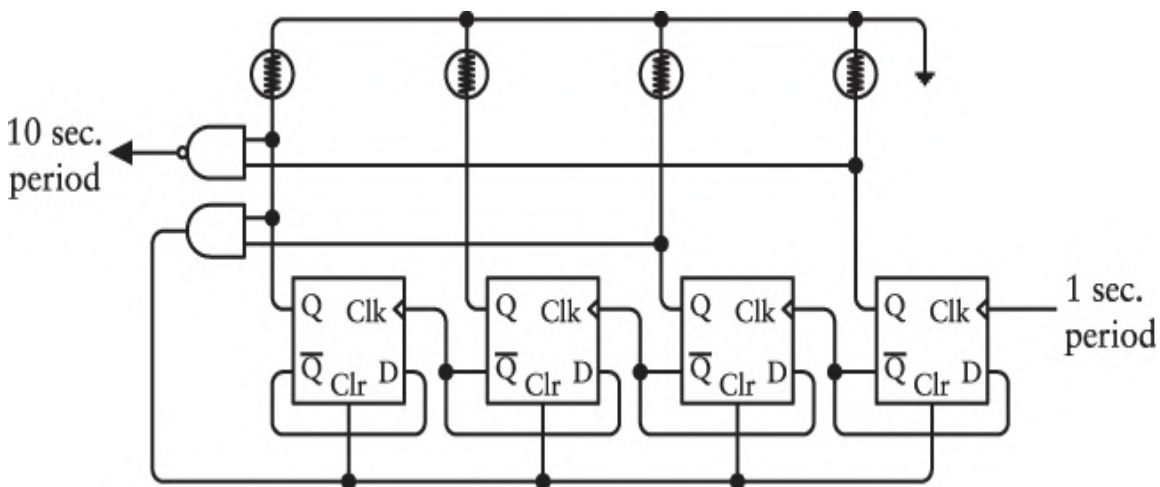 10 sec.
period
1 sec.
period
Q Clk
Q̅ Clr D
Q Clk
Q̅ Clr D
Q Clk
Q̅ Clr D
Q Clk
Q̅ Clr D